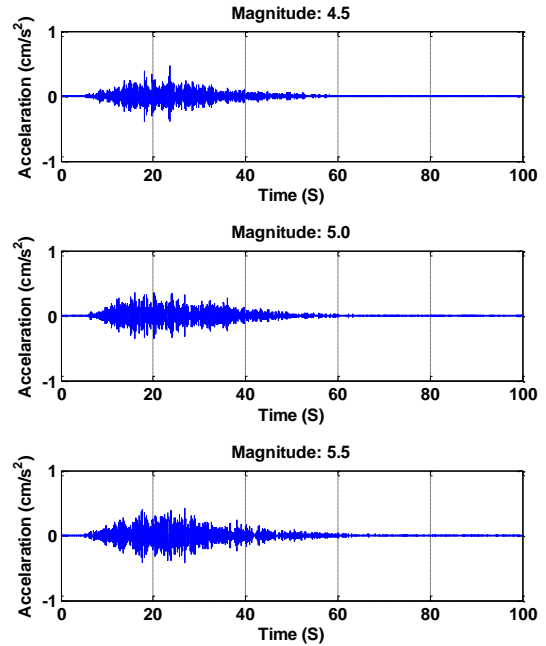 Magnitude: 4.5
Accelaration (cm/s²)
1
0
-1
0 20 40 60 80 100
Time (S)
Magnitude: 5.0
Accelaration (cm/s²)
1
0
-1
0 20 40 60 80 100
Time (S)
Magnitude: 5.5
Accelaration (cm/s²)
1
0
-1
0 20 40 60 80 100
Time (S)